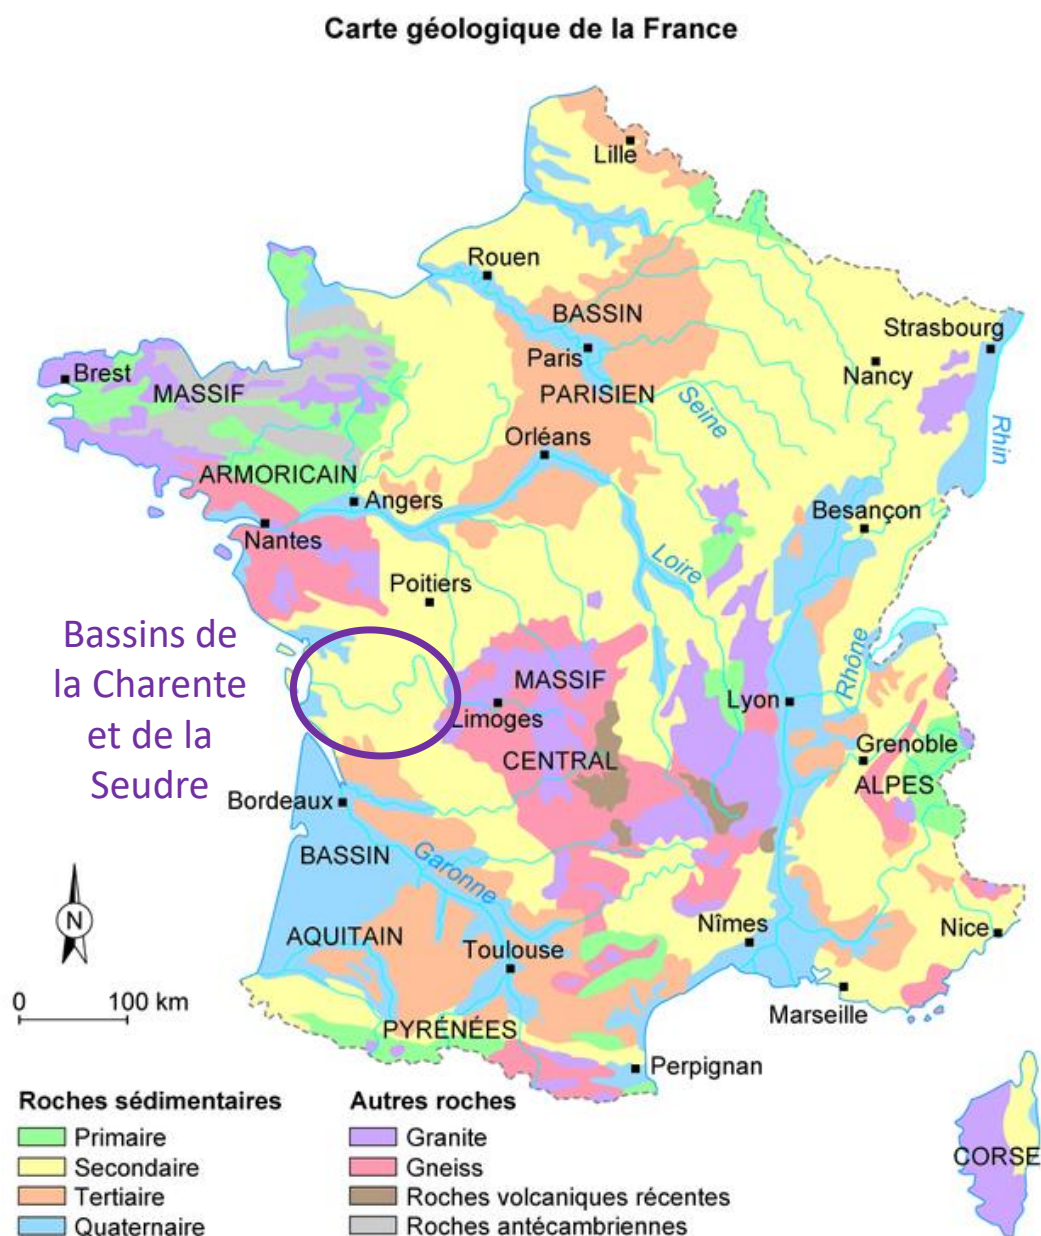 Carte géologique de la France
Lille
Rouen
BASSIN
Paris
PARISIEN
Seine
Strasbourg
Nancy
Rhin
Brest
MASSIF
ARMORICAIN
Orléans
Angers
Nantes
Besançon
Loire
Poitiers
Bassins de
la Charente
et de la
Seudre
MASSIF
Limoges
CENTRAL
Lyon
Rhône
Grenoble
ALPES
Bordeaux
BASSIN
Garonne
AQUITAIN
Toulouse
Nîmes
Nice
Marseille
PYRÉNÉES
Perpignan
N
0 100 km
CORSE
Roches sédimentaires
Primaire
Secondaire
Tertiaire
Quaternaire
Autres roches
Granite
Gneiss
Roches volcaniques récentes
Roches antécambriennes